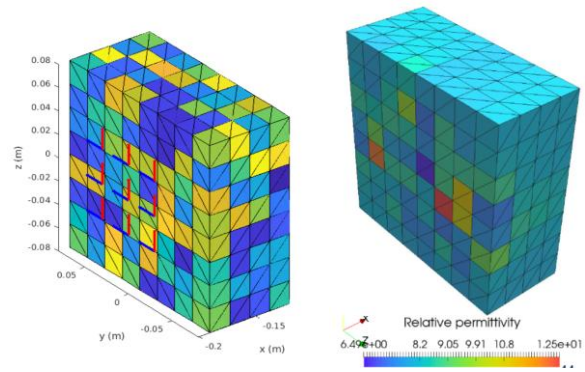 0.08
0.06
0.04
0.02
0
-0.02
-0.04
-0.06
-0.08
z (m)
0.05
0
-0.05
y (m)
-0.2
-0.15
x (m)
x
Z
Relative permittivity
6.49e+00 8.2 9.05 9.91 10.8 1.25e+01